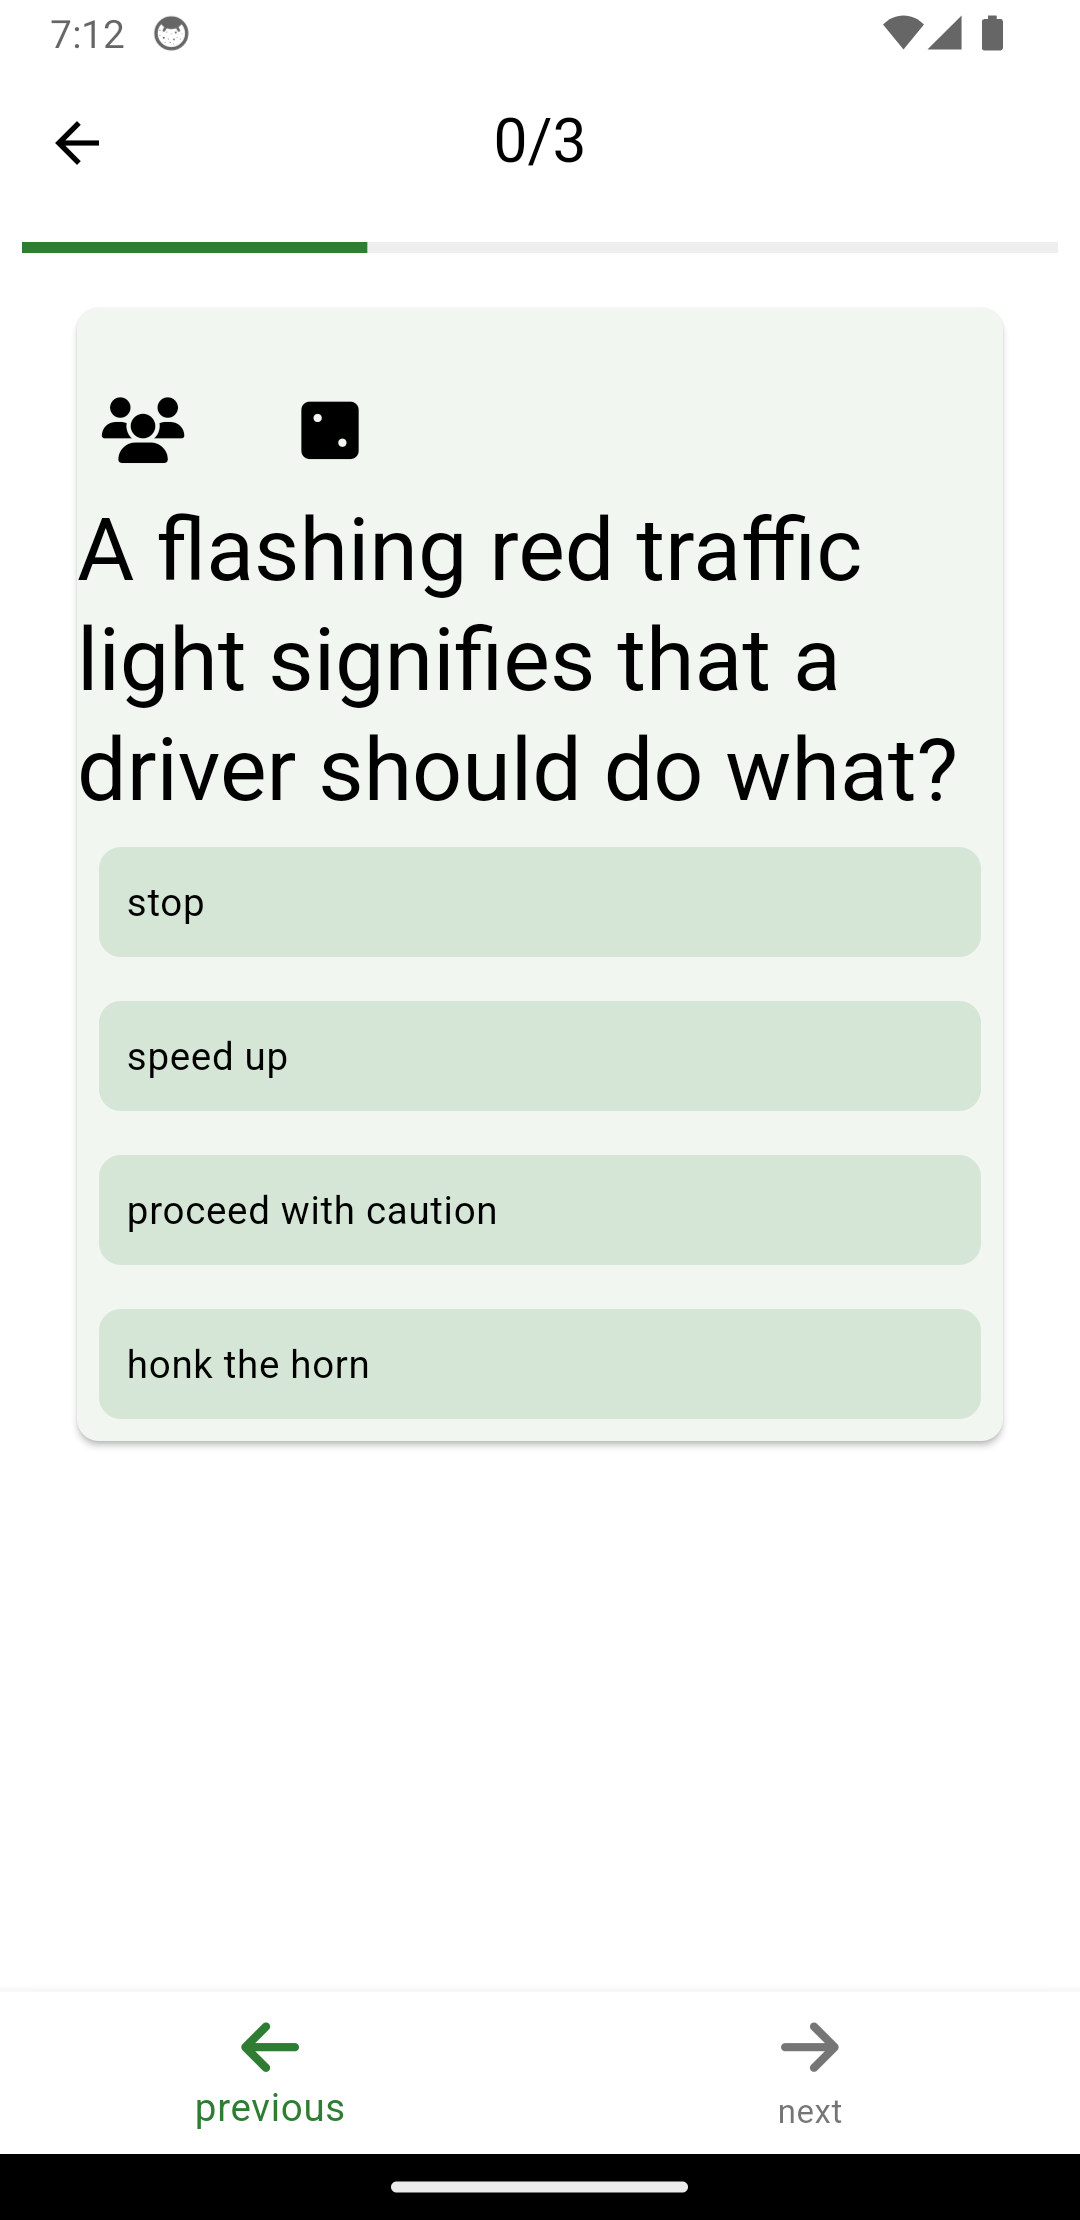 7:12
0/3
A flashing red traffic
light signifies that a
driver should do what?
stop
speed up
proceed with caution
honk the horn
previous
next